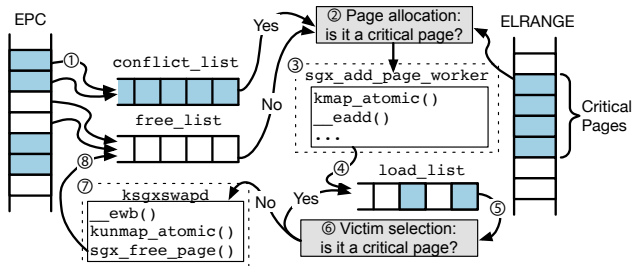 EPC
② Page allocation:
is it a critical page?
ELRANGE
①
conflict_list
Yes
③
sgx_add_page_worker
kmap_atomic()
__eadd()
...
No
free_list
Critical
Pages
⑧
④
load_list
⑦
ksgxswapd
__ewb()
kunmap_atomic()
sgx_free_page()
No
Yes
⑤
⑥ Victim selection:
is it a critical page?